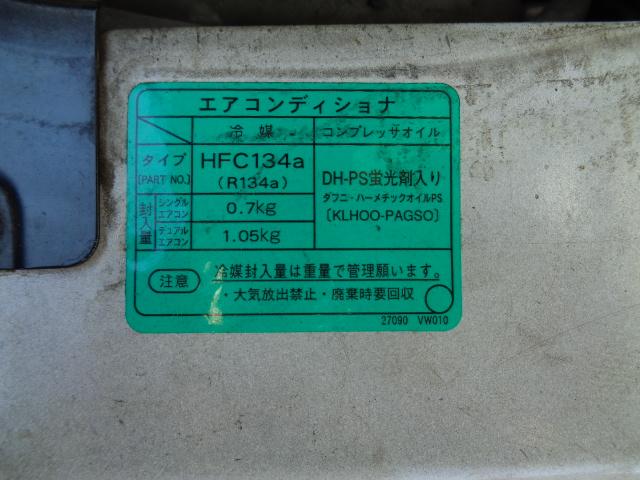 エアコンディショナ
冷媒 コンプレッサオイル
タイプ HFC134a DH-PS蛍光剤入り
[PART NO.] (R134a) ダフニ・ハーメチックオイルPS
封入量 シングルエアコン 0.7kg [KLHOO-PAGSO]
デュアルエアコン 1.05kg
注意 冷媒封入量は重量で管理願います。
・大気放出禁止・廃棄時要回収
27090 VW010